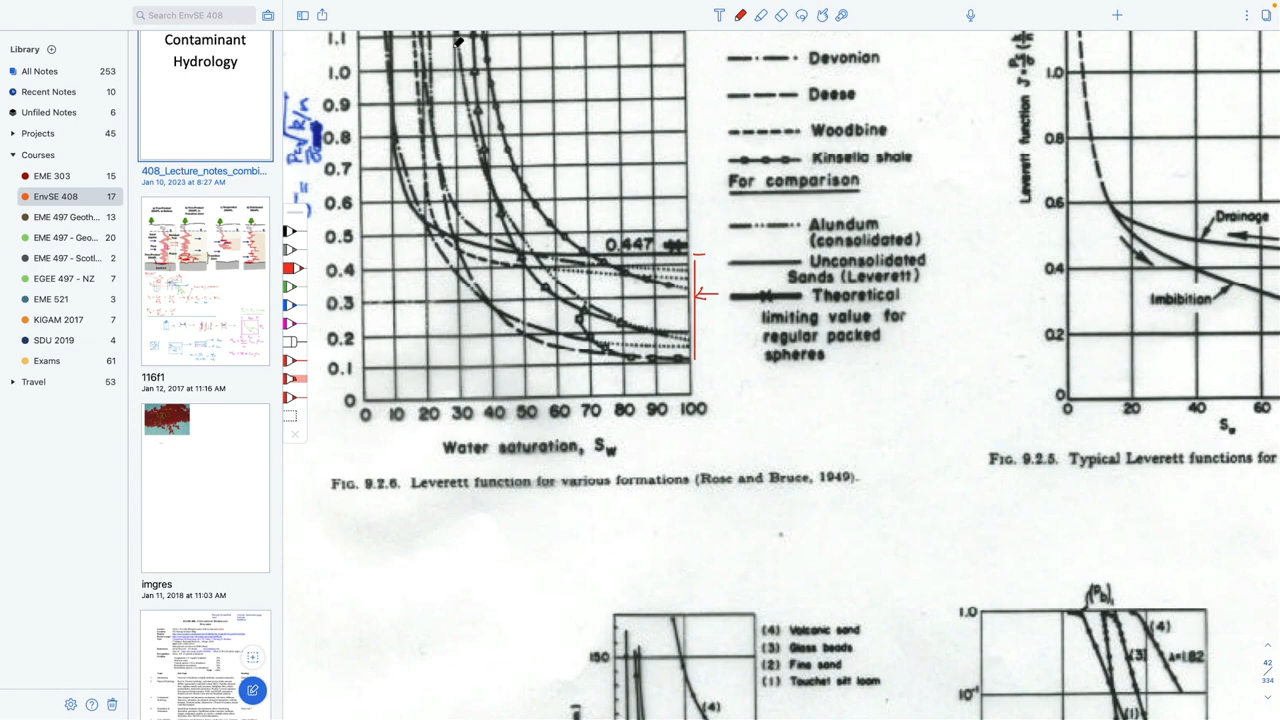 Search EnvSE 408
Library
All Notes 253
Recent Notes 10
Unfiled Notes 6
Projects 45
Courses
EME 303 15
EnvSE 408 17
EME 497 Geoth... 13
EME 497 - Geo... 20
EME 497 - Scotl... 2
EGEE 497 - NZ 7
EME 521 3
KIGAM 2017 7
SDU 2019 4
Exams 61
Travel 53
Contaminant
Hydrology
408_Lecture_notes_combi...
Jan 10, 2023 at 8:27 AM
116f1
Jan 12, 2017 at 11:16 AM
imgres
Jan 11, 2018 at 11:03 AM
1.1
1.0
0.9
0.8
0.7
0.6
0.5
0.4
0.3
0.2
0.1
0
0 10 20 30 40 50 60 70 80 90 100
0.447
Water saturation, Sw
Devonian
Deese
Woodbine
Kinsella shale
For comparison
Alundum
(consolidated)
Unconsolidated
Sands (Leverett)
Theoretical
limiting value for
regular packed
spheres
FIG. 9.2.6. Leverett function for various formations (Rose and Bruce, 1949).
Leverett function J =
1.0
0.8
0.6
0.4
0.2
0
0 20 40 60
Drainage
Imbibition
Sw
FIG. 9.2.5. Typical Leverett functions for
150
(4)
(4) Volcanic sand
(3) Glass beads
(2) Fine sand
(1) Touchet silt loam
(Pb)1
1.0
(4)
(3)
λ=1.82
10-1
(1)
42
334